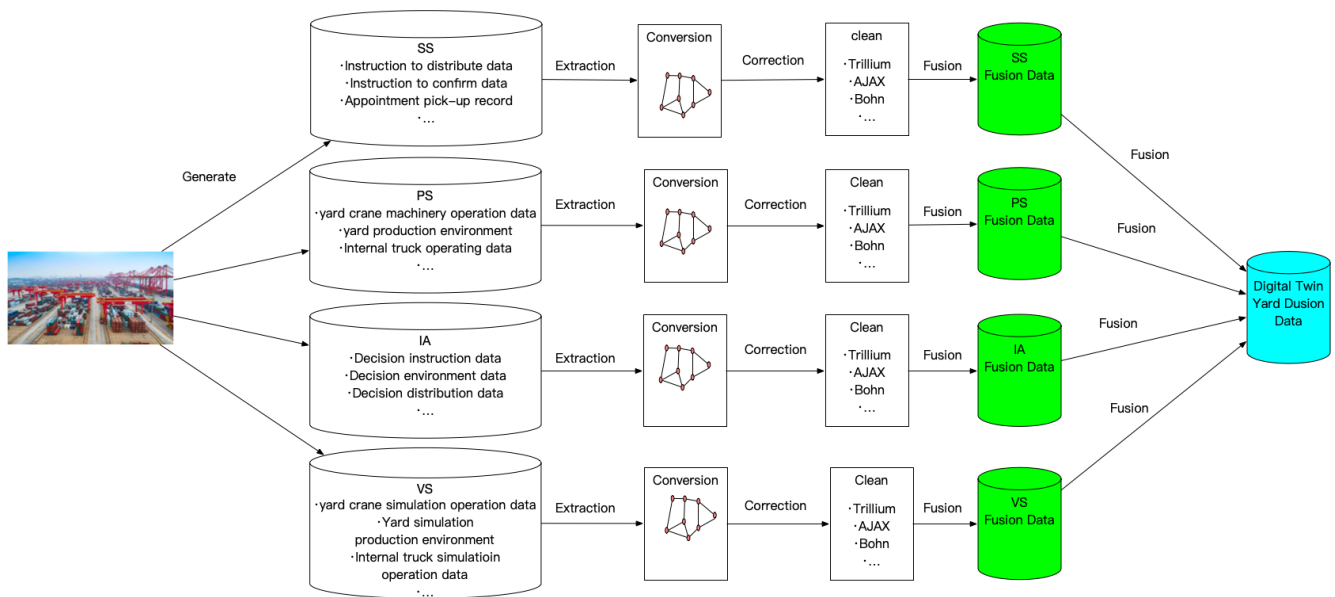 Generate
SS
·Instruction to distribute data
·Instruction to confirm data
·Appointment pick-up record
·...
Extraction
Conversion
Correction
clean
·Trillium
·AJAX
·Bohn
·...
Fusion
SS
Fusion Data
Fusion
PS
·yard crane machinery operation data
·yard production environment
·Internal truck operating data
·...
Extraction
Conversion
Correction
Clean
·Trillium
·AJAX
·Bohn
·...
Fusion
PS
Fusion Data
Fusion
IA
·Decision instruction data
·Decision environment data
·Decision distribution data
·...
Extraction
Conversion
Correction
Clean
·Trillium
·AJAX
·Bohn
·...
Fusion
IA
Fusion Data
Fusion
VS
·yard crane simulation operation data
·Yard simulation
production environment
·Internal truck simulatioin
operation data
·...
Extraction
Conversion
Correction
Clean
·Trillium
·AJAX
·Bohn
·...
Fusion
VS
Fusion Data
Fusion
Digital Twin
Yard Dusion
Data